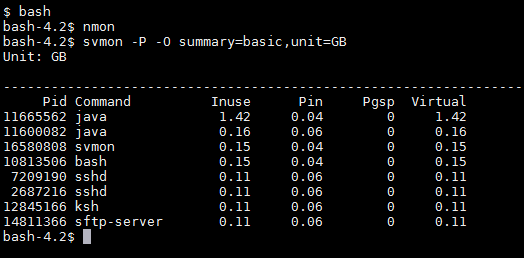 $ bash
bash-4.2$ nmon
bash-4.2$ svmon -P -O summary=basic,unit=GB
Unit: GB
-------------------------------------------------------------------------------
     Pid Command          Inuse      Pin     Pgsp  Virtual
11665562 java              1.42     0.04        0     1.42
11600082 java              0.16     0.06        0     0.16
16580808 svmon             0.15     0.04        0     0.15
10813506 bash              0.15     0.04        0     0.15
 7209190 sshd              0.11     0.06        0     0.11
 2687216 sshd              0.11     0.06        0     0.11
12845166 ksh               0.11     0.06        0     0.11
14811366 sftp-server       0.11     0.06        0     0.11
bash-4.2$